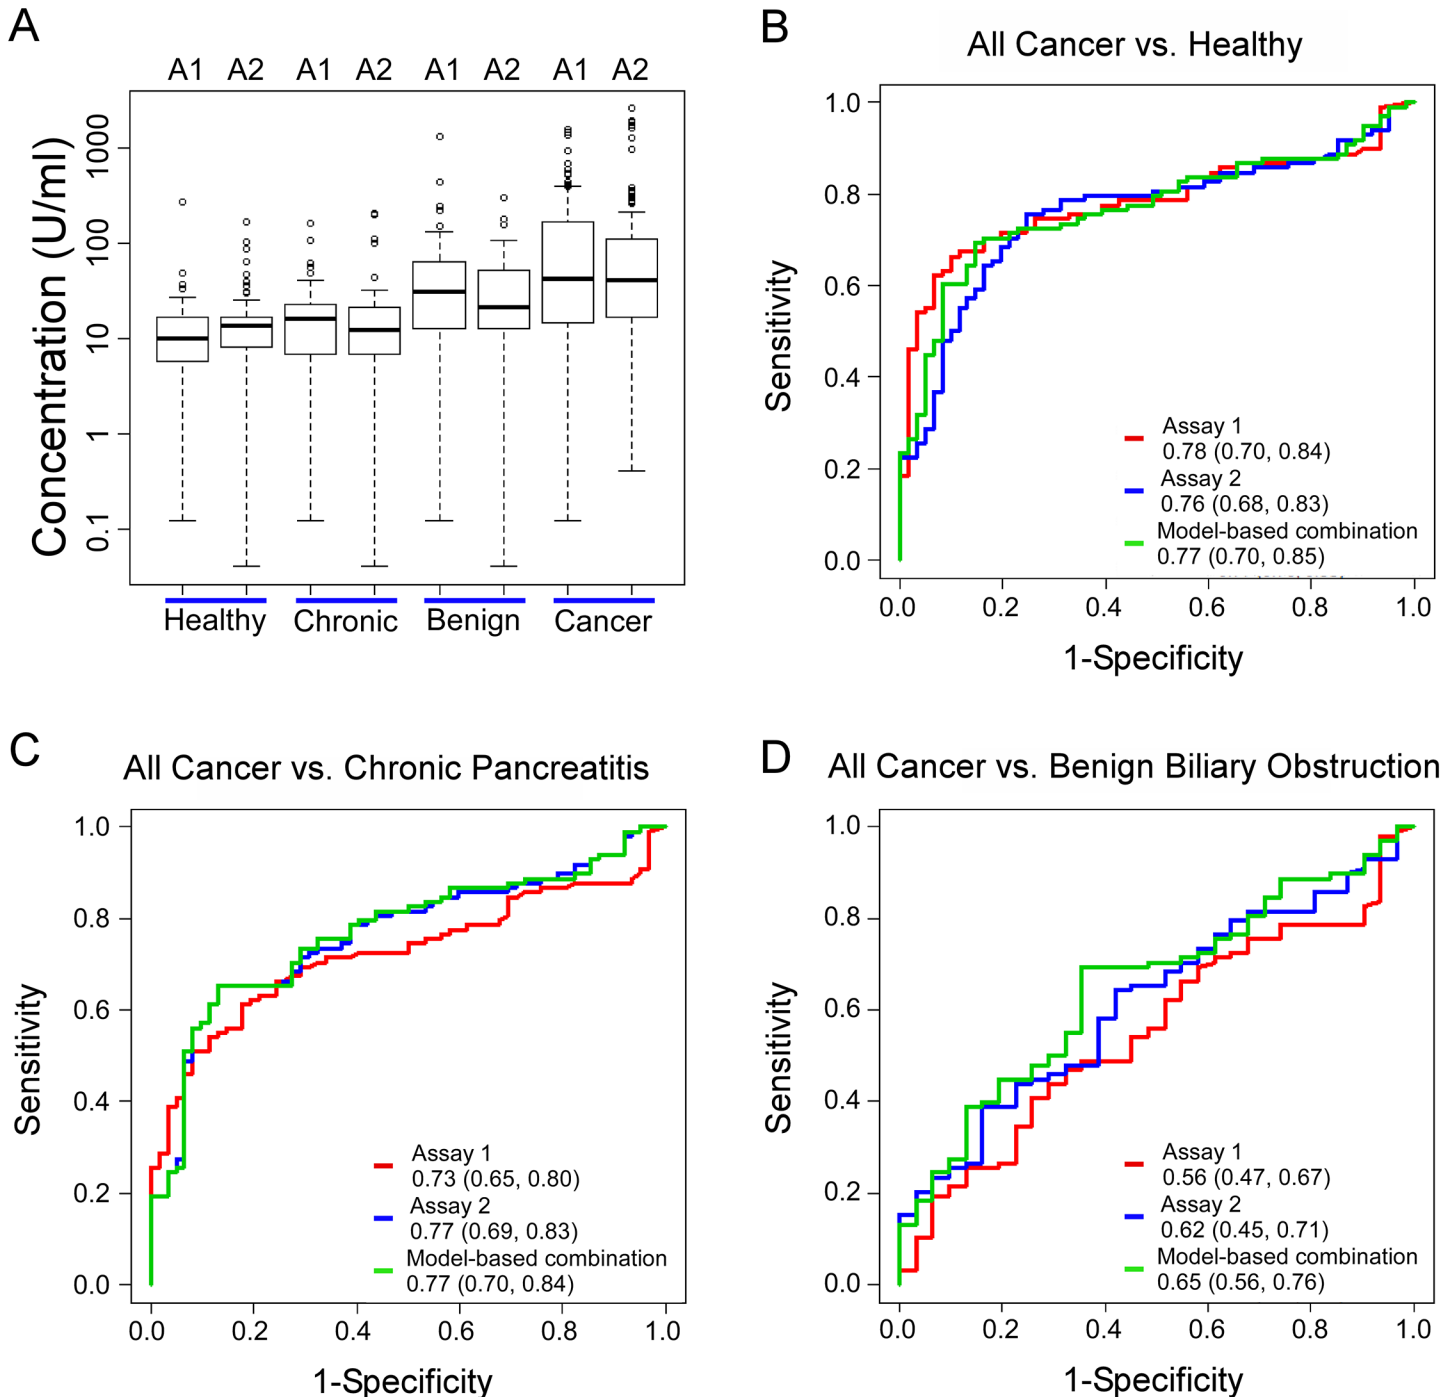 A
A1 A2 A1 A2 A1 A2 A1 A2
Concentration (U/ml)
1000
100
10
1
0.1
Healthy Chronic Benign Cancer
B
All Cancer vs. Healthy
Sensitivity
1.0
0.8
0.6
0.4
0.2
0.0
Assay 1
0.78 (0.70, 0.84)
Assay 2
0.76 (0.68, 0.83)
Model-based combination
0.77 (0.70, 0.85)
0.0 0.2 0.4 0.6 0.8 1.0
1-Specificity
C
All Cancer vs. Chronic Pancreatitis
Sensitivity
1.0
0.8
0.6
0.4
0.2
0.0
Assay 1
0.73 (0.65, 0.80)
Assay 2
0.77 (0.69, 0.83)
Model-based combination
0.77 (0.70, 0.84)
0.0 0.2 0.4 0.6 0.8 1.0
1-Specificity
D
All Cancer vs. Benign Biliary Obstruction
Sensitivity
1.0
0.8
0.6
0.4
0.2
0.0
Assay 1
0.56 (0.47, 0.67)
Assay 2
0.62 (0.45, 0.71)
Model-based combination
0.65 (0.56, 0.76)
0.0 0.2 0.4 0.6 0.8 1.0
1-Specificity